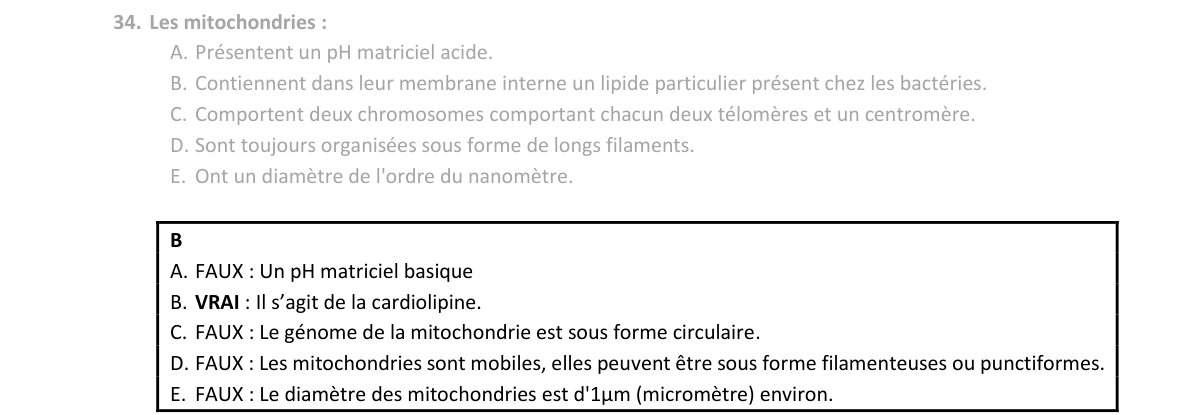 34. Les mitochondries :
A. Présentent un pH matriciel acide.
B. Contiennent dans leur membrane interne un lipide particulier présent chez les bactéries.
C. Comportent deux chromosomes comportant chacun deux télomères et un centromère.
D. Sont toujours organisées sous forme de longs filaments.
E. Ont un diamètre de l'ordre du nanomètre.
B
A. FAUX : Un pH matriciel basique
B. VRAI : Il s’agit de la cardiolipine.
C. FAUX : Le génome de la mitochondrie est sous forme circulaire.
D. FAUX : Les mitochondries sont mobiles, elles peuvent être sous forme filamenteuses ou punctiformes.
E. FAUX : Le diamètre des mitochondries est d'1µm (micromètre) environ.